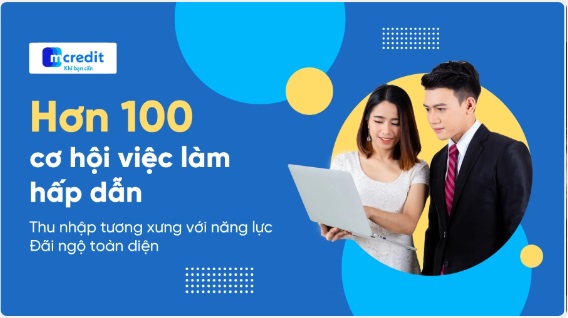 mcredit
Khi bạn cần
Hơn 100
cơ hội việc làm
hấp dẫn
Thu nhập tương xứng với năng lực
Đãi ngộ toàn diện